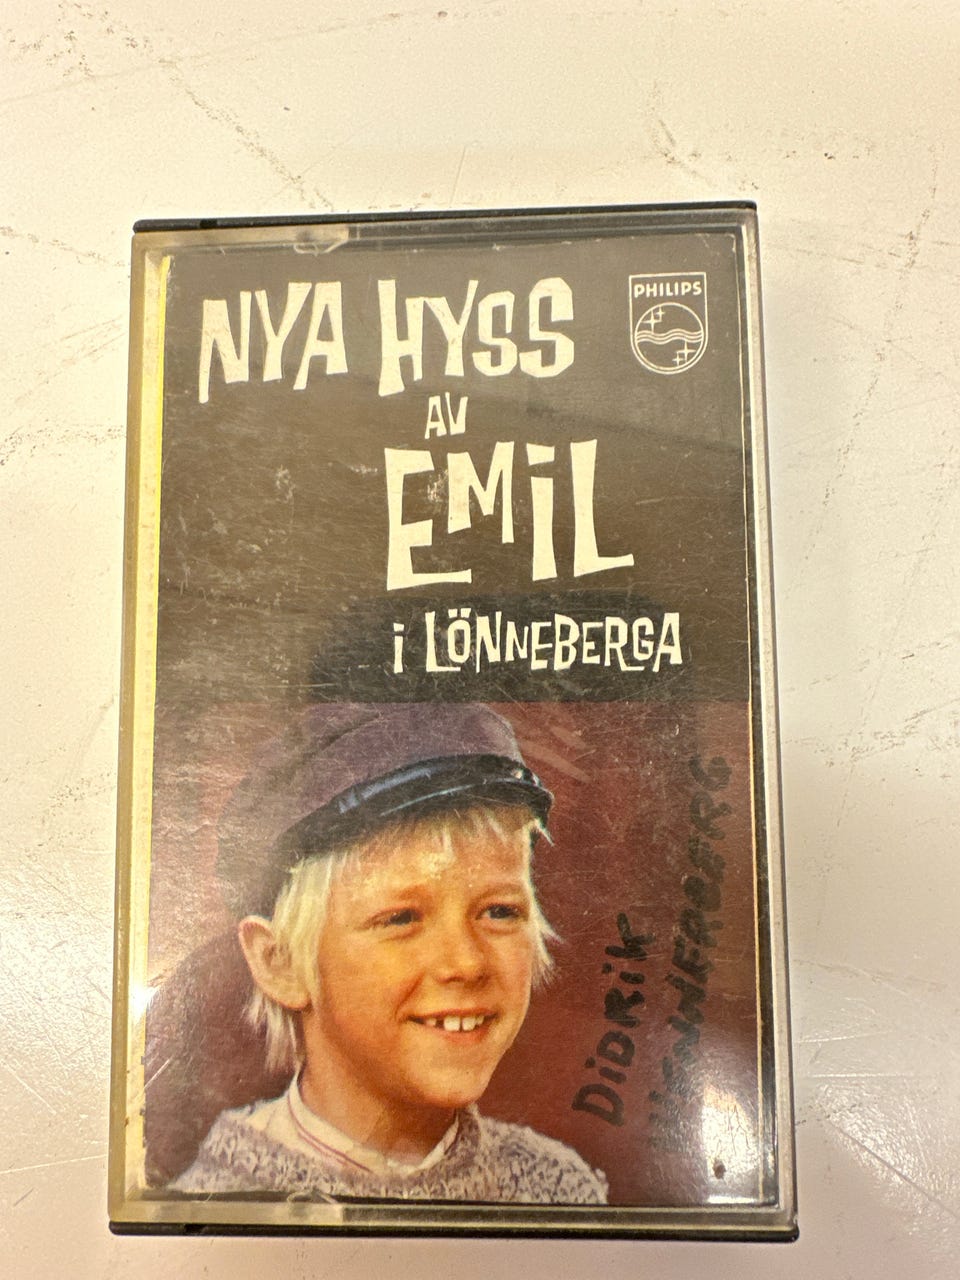 NYA HYSS
PHILIPS
AV
EMIL
i LÖNNEBERGA
DiDRiK